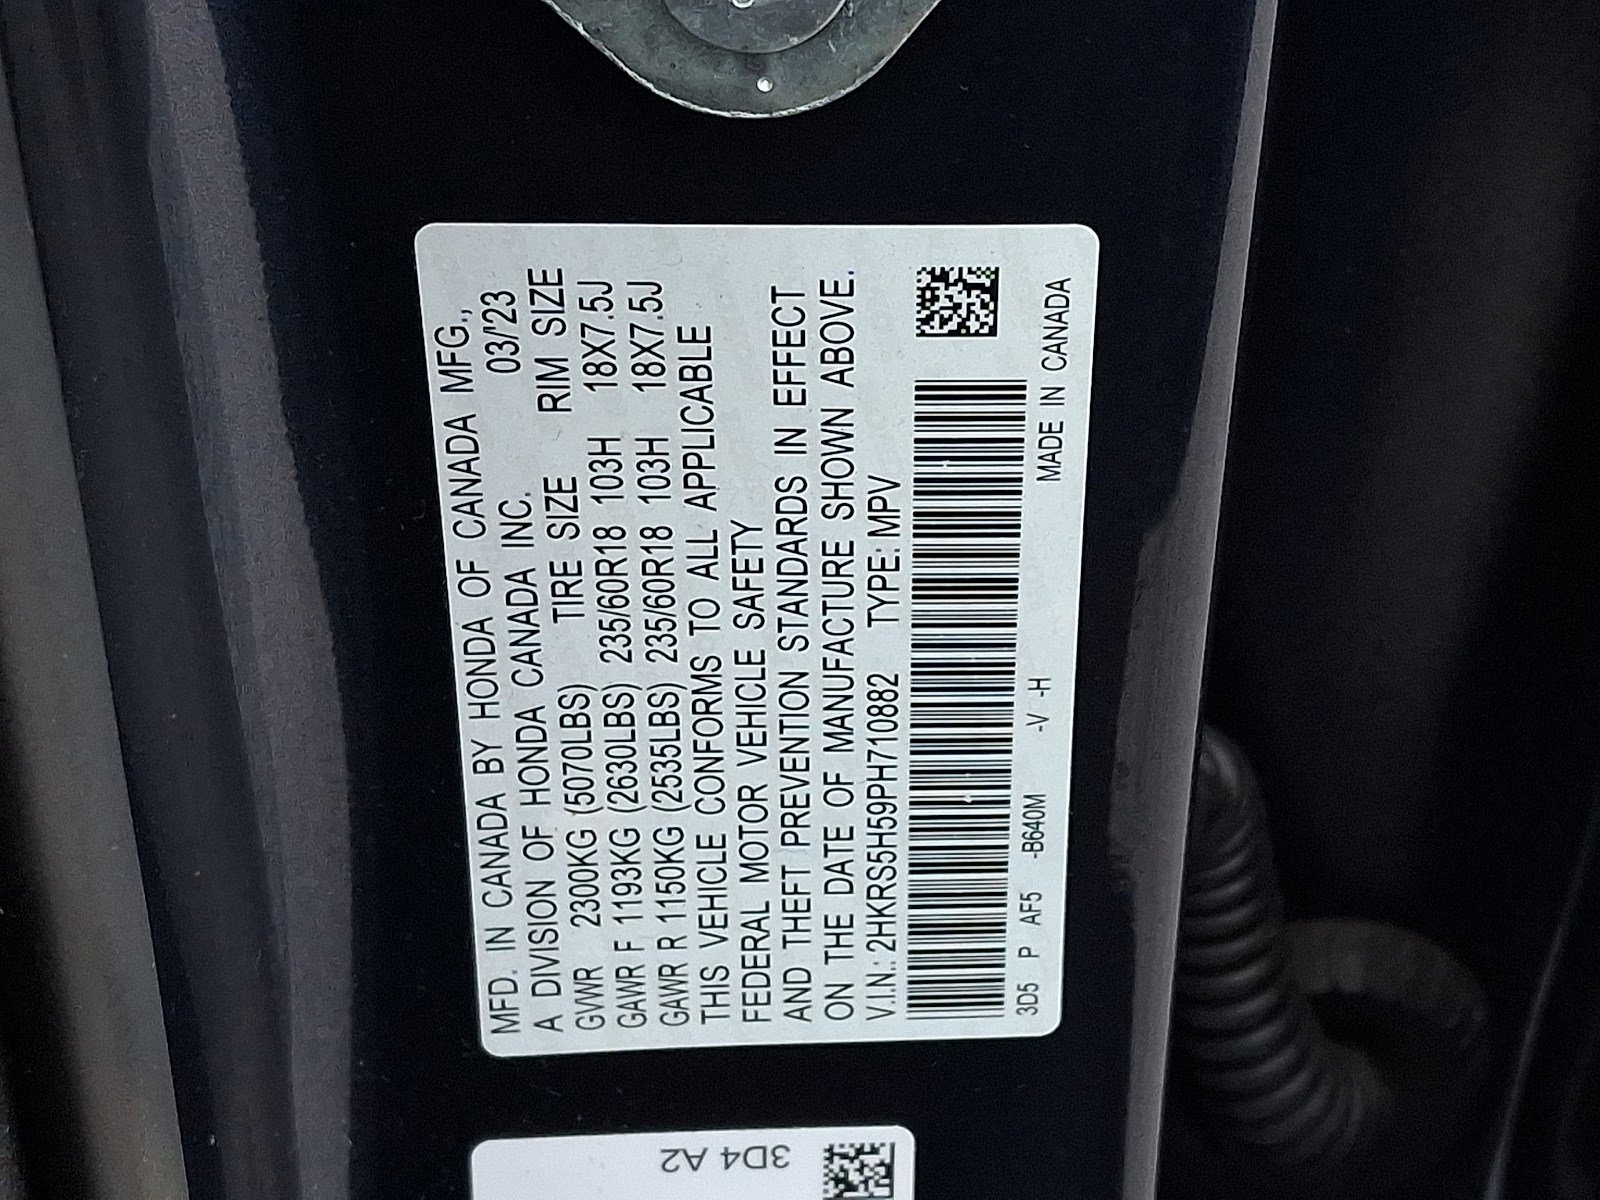 MFD. IN CANADA BY HONDA OF CANADA MFG.,
A DIVISION OF HONDA CANADA INC. 03/'23
GVWR 2300KG (5070LBS) TIRE SIZE RIM SIZE
GAWR F 1193KG (2630LBS) 235/60R18 103H 18X7.5J
GAWR R 1150KG (2535LBS) 235/60R18 103H 18X7.5J
THIS VEHICLE CONFORMS TO ALL APPLICABLE
FEDERAL MOTOR VEHICLE SAFETY
AND THEFT PREVENTION STANDARDS IN EFFECT
ON THE DATE OF MANUFACTURE SHOWN ABOVE.
V.I.N.: 2HKRS5H59PH710882 TYPE: MPV
3D5 P AF5 -B640M -V -H
MADE IN CANADA
3D4 A2